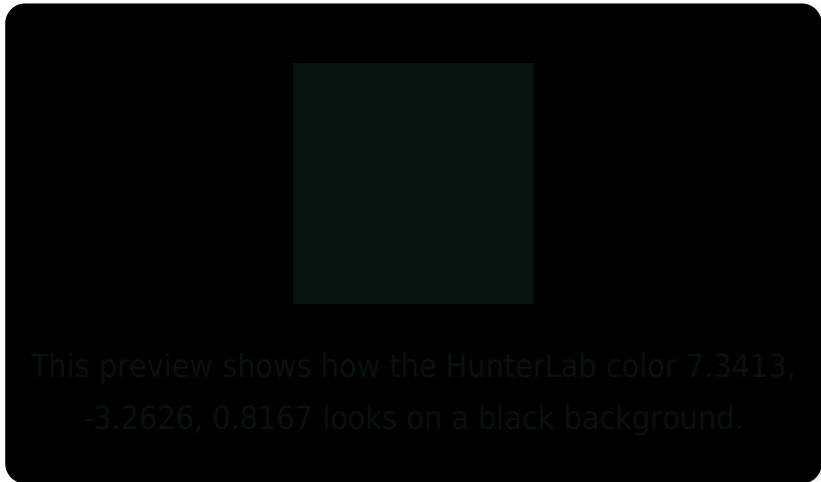 This preview shows how the HunterLab color 7.3413,
-3.2626, 0.8167 looks on a black background.